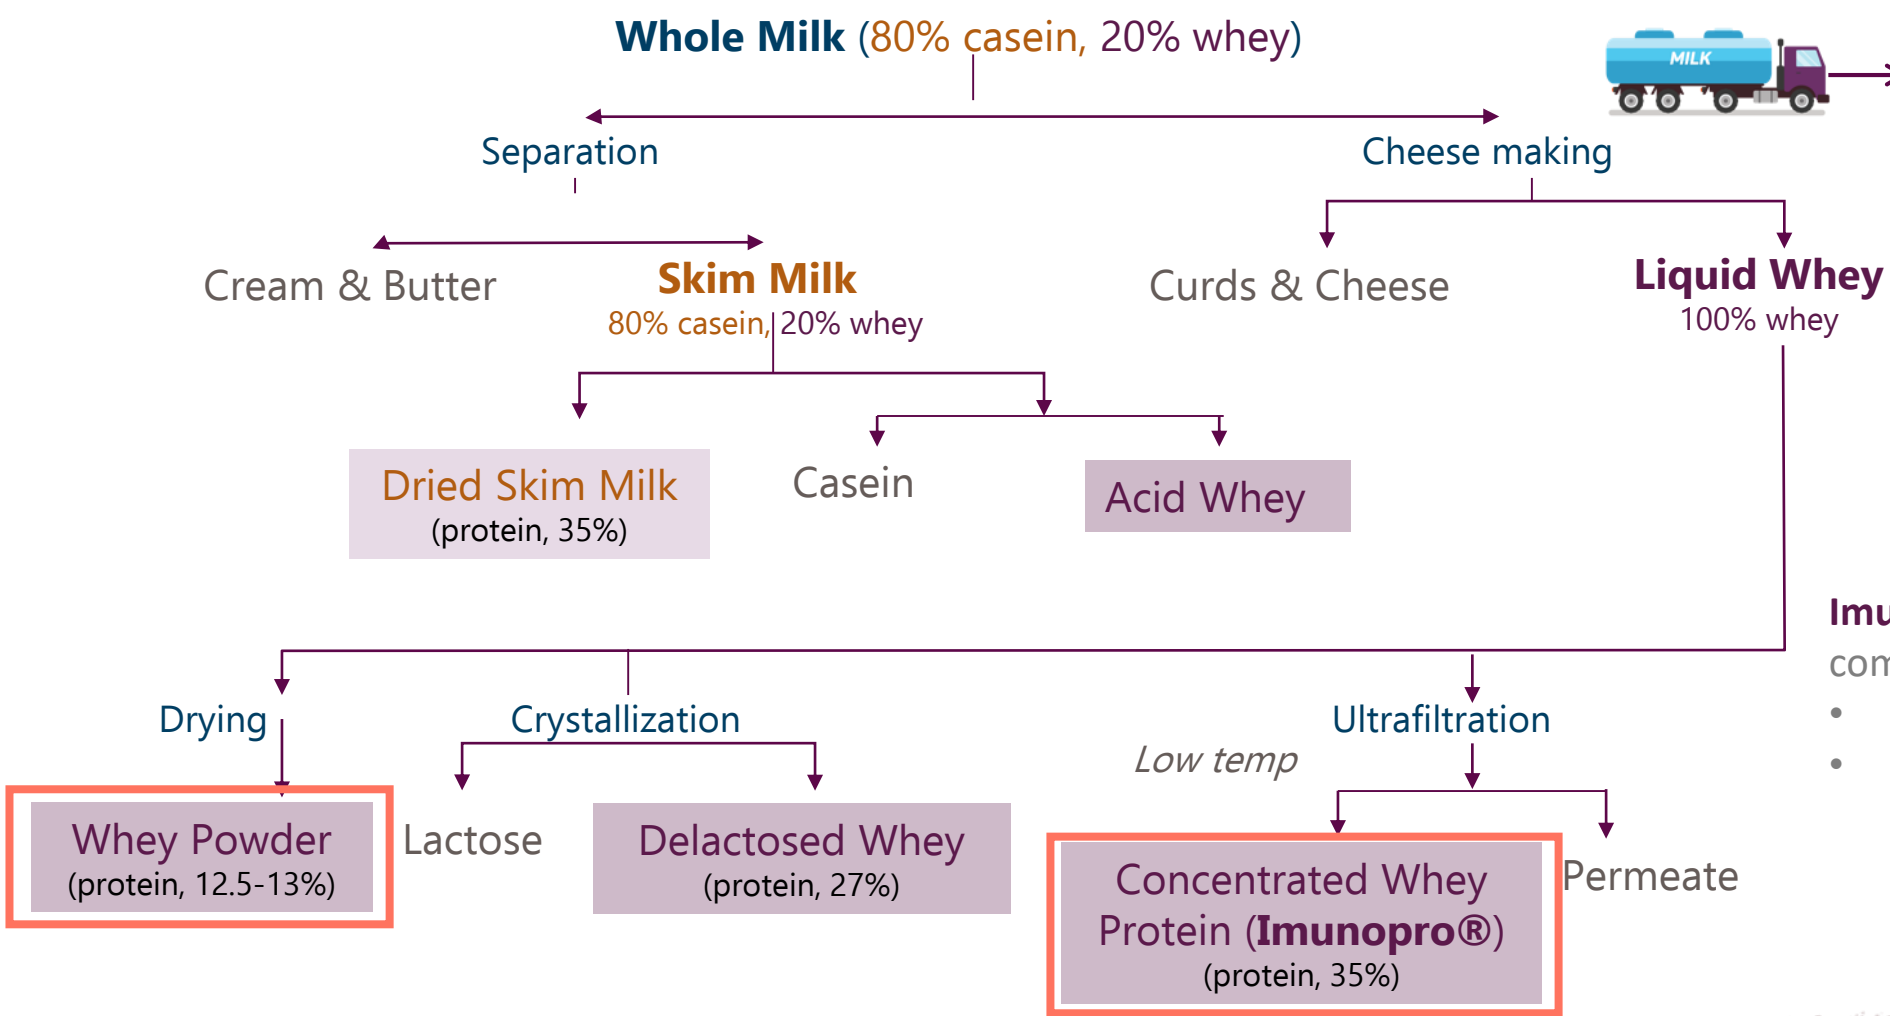 Whole Milk (80% casein, 20% whey)
MILK
Separation
Cheese making
Cream & Butter
Skim Milk
80% casein, 20% whey
Curds & Cheese
Liquid Whey
100% whey
Dried Skim Milk
(protein, 35%)
Casein
Acid Whey
Imu
com
•
•
Drying
Crystallization
Ultrafiltration
Low temp
Whey Powder
(protein, 12.5-13%)
Lactose
Delactosed Whey
(protein, 27%)
Concentrated Whey
Protein (Imunopro®)
(protein, 35%)
Permeate